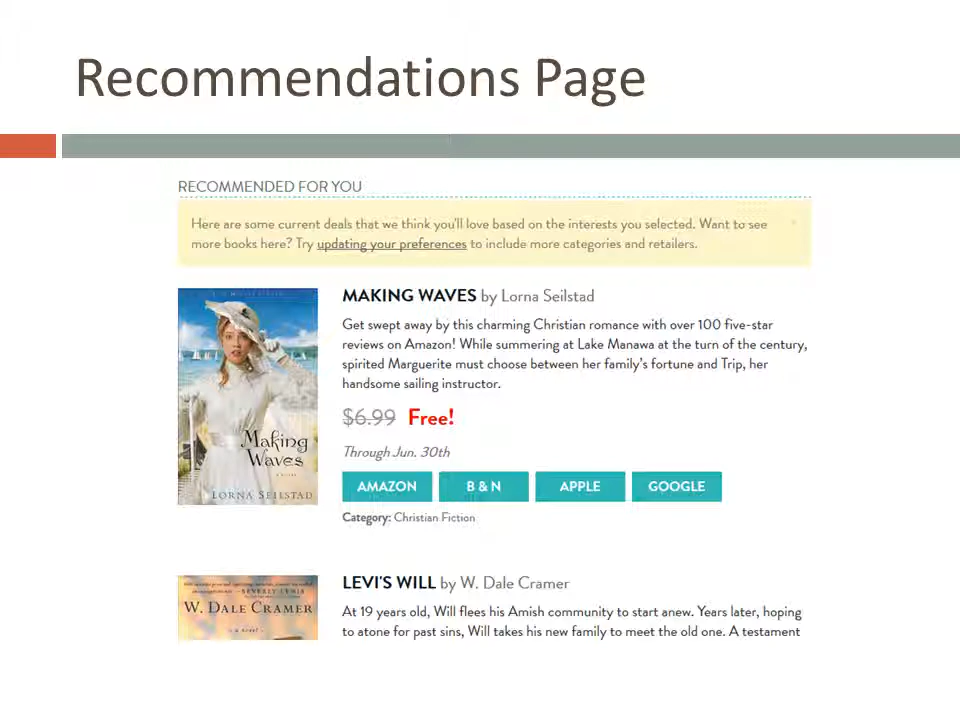 Recommendations Page
RECOMMENDED FOR YOU
Here are some current deals that we think you'll love based on the interests you selected. Want to see
more books here? Try updating your preferences to include more categories and retailers.
MAKING WAVES by Lorna Seilstad
Get swept away by this charming Christian romance with over 100 five-star
reviews on Amazon! While summering at Lake Manawa at the turn of the century,
spirited Marguerite must choose between her family's fortune and Trip, her
handsome sailing instructor.
$6.99 Free!
Through Jun. 30th
AMAZON B & N APPLE GOOGLE
Category: Christian Fiction
Making
Waves
a novel
LORNA SEILSTAD
LEVI'S WILL by W. Dale Cramer
At 19 years old, Will flees his Amish community to start anew. Years later, hoping
to atone for past sins, Will takes his new family to meet the old one. A testament
W. DALE CRAMER
a novel